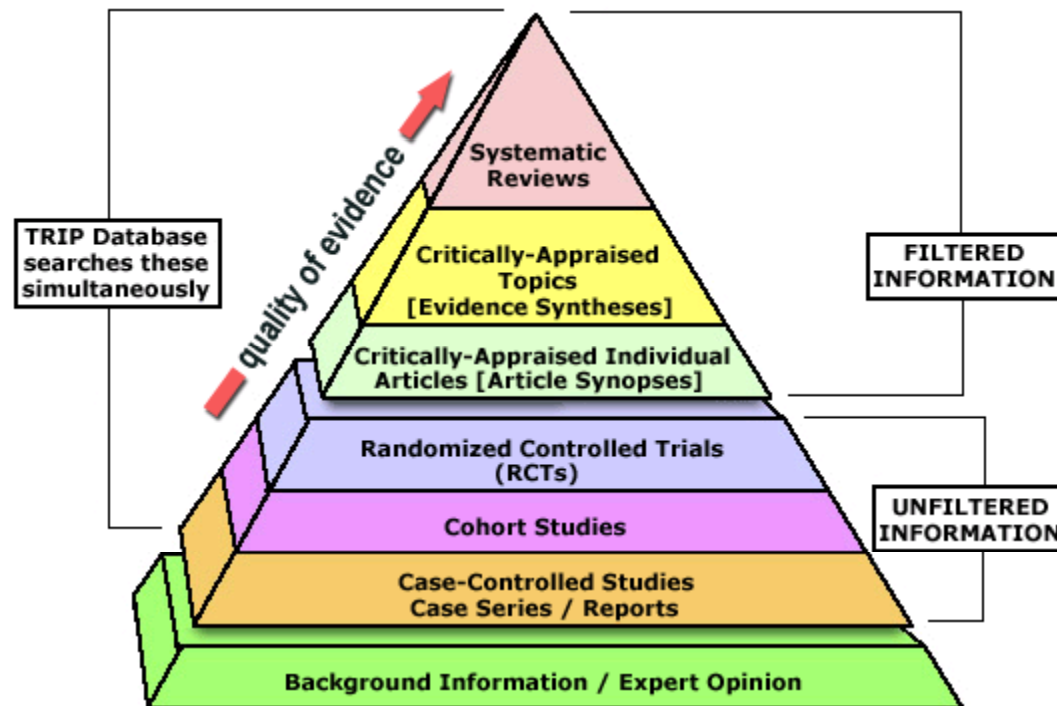 Systematic
Reviews
quality of evidence
TRIP Database
searches these
simultaneously
Critically-Appraised
Topics
[Evidence Syntheses]
FILTERED
INFORMATION
Critically-Appraised Individual
Articles [Article Synopses]
Randomized Controlled Trials
(RCTs)
UNFILTERED
INFORMATION
Cohort Studies
Case-Controlled Studies
Case Series / Reports
Background Information / Expert Opinion